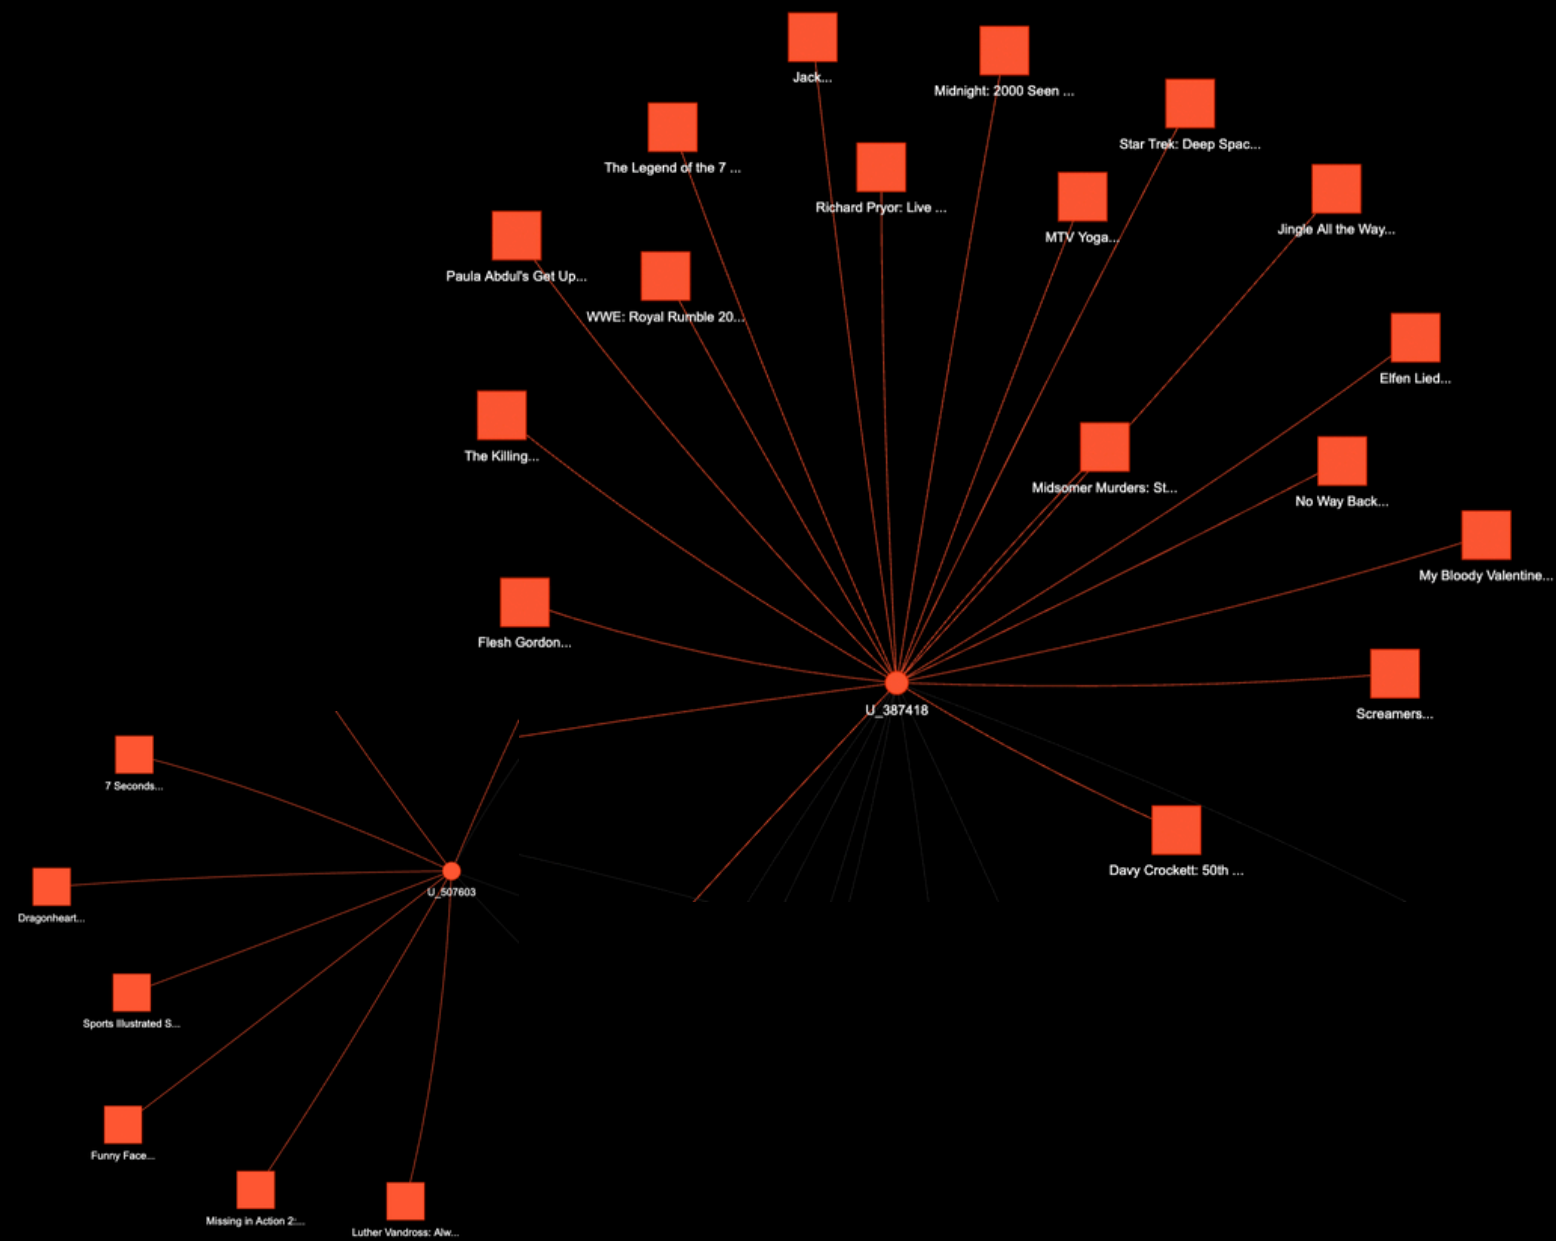 Jack...
Midnight: 2000 Seen ...
Star Trek: Deep Spac...
The Legend of the 7 ...
Richard Pryor: Live ...
MTV Yoga...
Jingle All the Way...
Paula Abdul's Get Up...
WWE: Royal Rumble 20...
Elfen Lied...
The Killing...
Midsomer Murders: St...
No Way Back...
My Bloody Valentine...
Flesh Gordon...
U_387418
Screamers...
7 Seconds...
Davy Crockett: 50th ...
U_507603
Dragonheart...
Sports Illustrated S...
Funny Face...
Missing in Action 2:...
Luther Vandross: Alw...